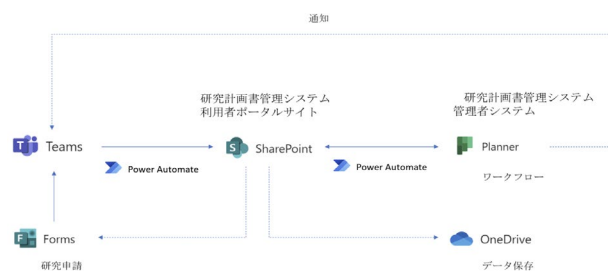 通知
研究計画書管理システム
利用者ポータルサイト
研究計画書管理システム
管理者システム
Teams
SharePoint
Planner
Power Automate
Power Automate
ワークフロー
Forms
OneDrive
研究申請
データ保存